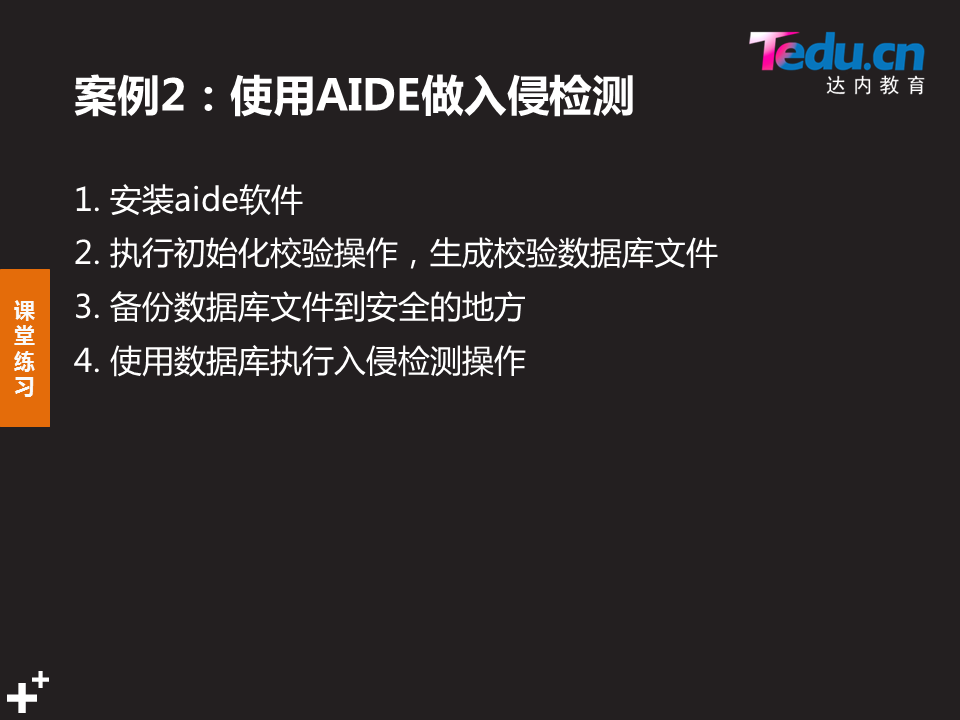 Tedu.cn
达内教育
案例2：使用AIDE做入侵检测
1. 安装aide软件
2. 执行初始化校验操作，生成校验数据库文件
3. 备份数据库文件到安全的地方
4. 使用数据库执行入侵检测操作
课
堂
练
习